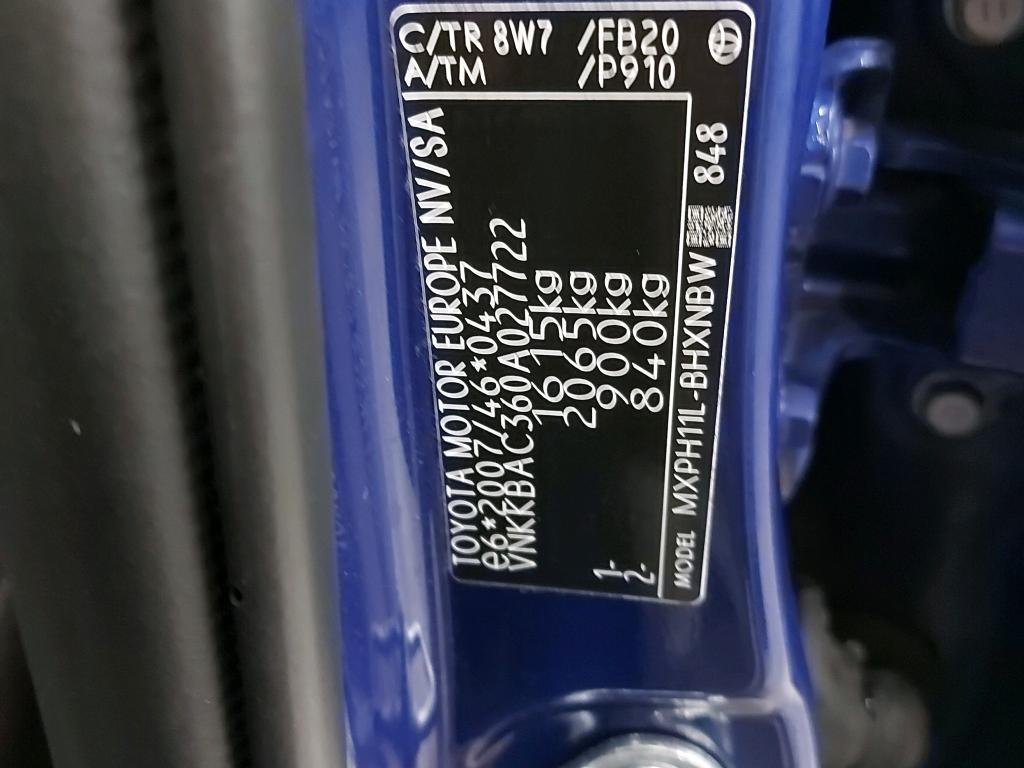 TOYOTA MOTOR EUROPE NV/SA
e6*2007/46*0437
VNKKBAC360A027722
1615kg
2065kg
1- 900kg
2- 840kg
MODEL MXPH11L-BHXNBW 848
C/TR 8W7 /FB20
A/TM /P910